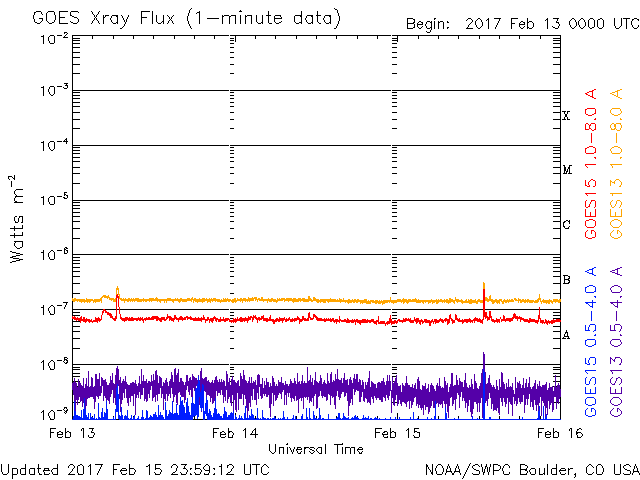 GOES Xray Flux (1-minute data)
Begin: 2017 Feb 13 0000 UTC
10-2
10-3
10-4
10-5
10-6
10-7
10-8
10-9
Watts m-2
X
M
C
B
A
GOES15 1.0-8.0 A
GOES13 1.0-8.0 A
GOES15 0.5-4.0 A
GOES13 0.5-4.0 A
Feb 13
Feb 14
Feb 15
Feb 16
Universal Time
Updated 2017 Feb 15 23:59:12 UTC
NOAA/SWPC Boulder, CO USA